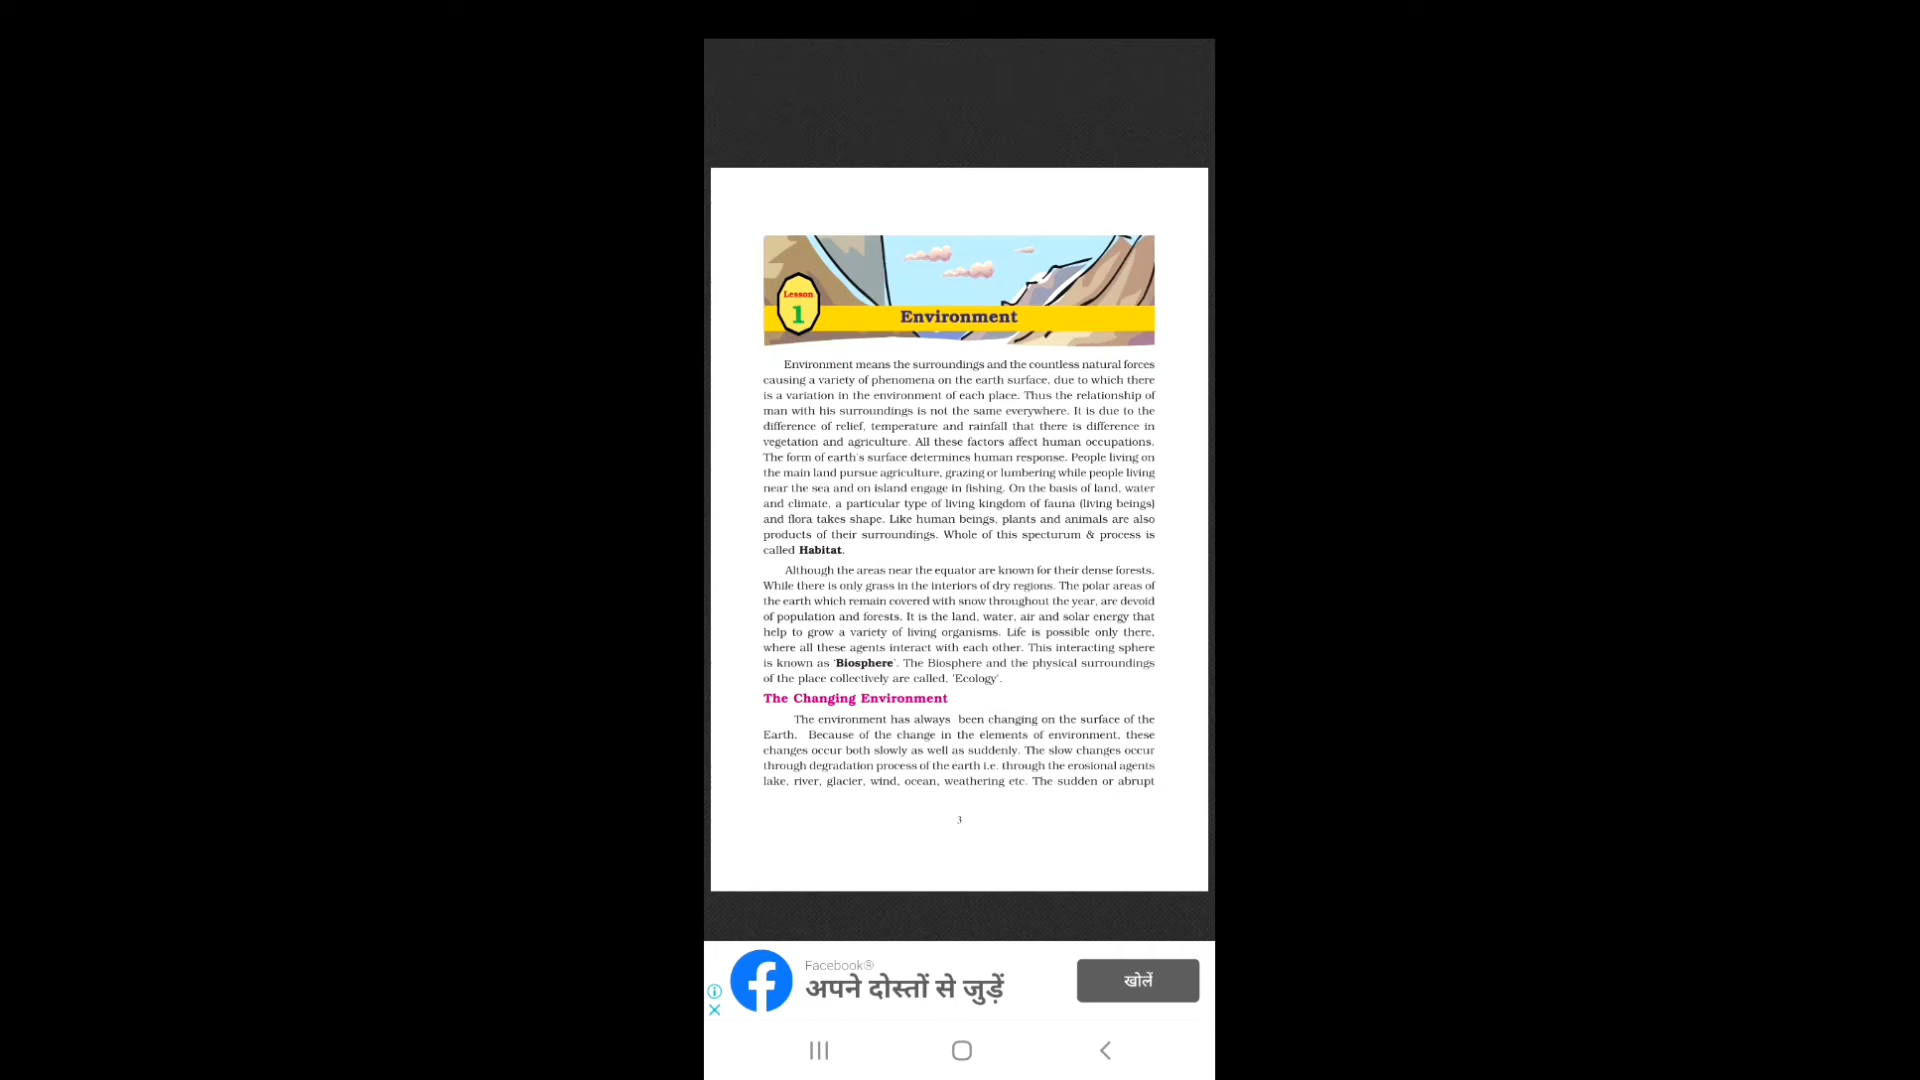 Lesson
1
Environment
Environment means the surroundings and the countless natural forces
causing a variety of phenomena on the earth surface, due to which there
is a variation in the environment of each place. Thus the relationship of
man with his surroundings is not the same everywhere. It is due to the
difference of relief, temperature and rainfall that there is difference in
vegetation and agriculture. All these factors affect human occupations.
The form of earth's surface determines human response. People living on
the main land pursue agriculture, grazing or lumbering while people living
near the sea and on island engage in fishing. On the basis of land, water
and climate, a particular type of living kingdom of fauna (living beings)
and flora takes shape. Like human beings, plants and animals are also
products of their surroundings. Whole of this specturum & process is
called Habitat.
Although the areas near the equator are known for their dense forests.
While there is only grass in the interiors of dry regions. The polar areas of
the earth which remain covered with snow throughout the year, are devoid
of population and forests. It is the land, water, air and solar energy that
help to grow a variety of living organisms. Life is possible only there,
where all these agents interact with each other. This interacting sphere
is known as 'Biosphere'. The Biosphere and the physical surroundings
of the place collectively are called, 'Ecology'.
The Changing Environment
The environment has always been changing on the surface of the
Earth. Because of the change in the elements of environment, these
changes occur both slowly as well as suddenly. The slow changes occur
through degradation process of the earth i.e. through the erosional agents
lake, river, glacier, wind, ocean, weathering etc. The sudden or abrupt
3
Facebook®
अपने दोस्तों से जुड़ें
खोलें